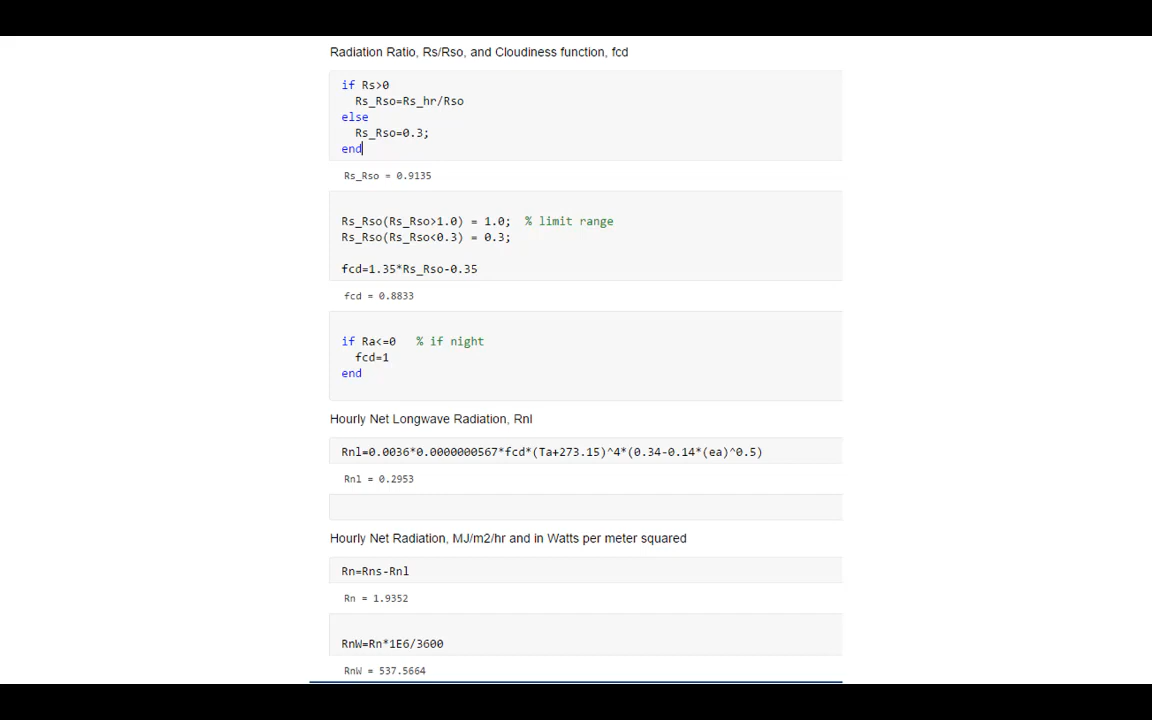 Radiation Ratio, Rs/Rso, and Cloudiness function, fcd
if Rs>0
Rs_Rso=Rs_hr/Rso
else
Rs_Rso=0.3;
end
Rs_Rso = 0.9135
Rs_Rso(Rs_Rso>1.0) = 1.0;  % limit range
Rs_Rso(Rs_Rso<0.3) = 0.3;
fcd=1.35*Rs_Rso-0.35
fcd = 0.8833
if Ra<=0   % if night
fcd=1
end
Hourly Net Longwave Radiation, Rnl
Rnl=0.0036*0.0000000567*fcd*(Ta+273.15)^4*(0.34-0.14*(ea)^0.5)
Rnl = 0.2953
Hourly Net Radiation, MJ/m2/hr and in Watts per meter squared
Rn=Rns-Rnl
Rn = 1.9352
RnW=Rn*1E6/3600
RnW = 537.5664